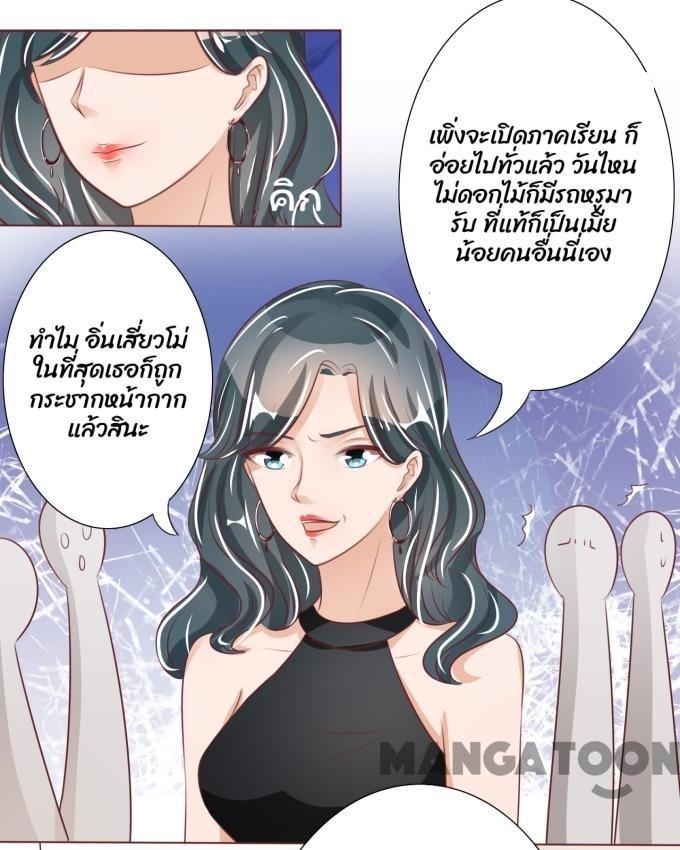 คิก
เพิ่งจะเปิดภาคเรียน ก็
อ่อยไปทั่วแล้ว วันไหน
ไม่ดอกไม้ก็มีรถหรูมา
รับ ที่แท้ก็เป็นเมีย
น้อยคนอื่นนี่เอง
ทำไม อิ่นเสี่ยวโม่
ในที่สุดเธอก็ถูก
กระชากหน้ากาก
แล้วสินะ
MANGATOON